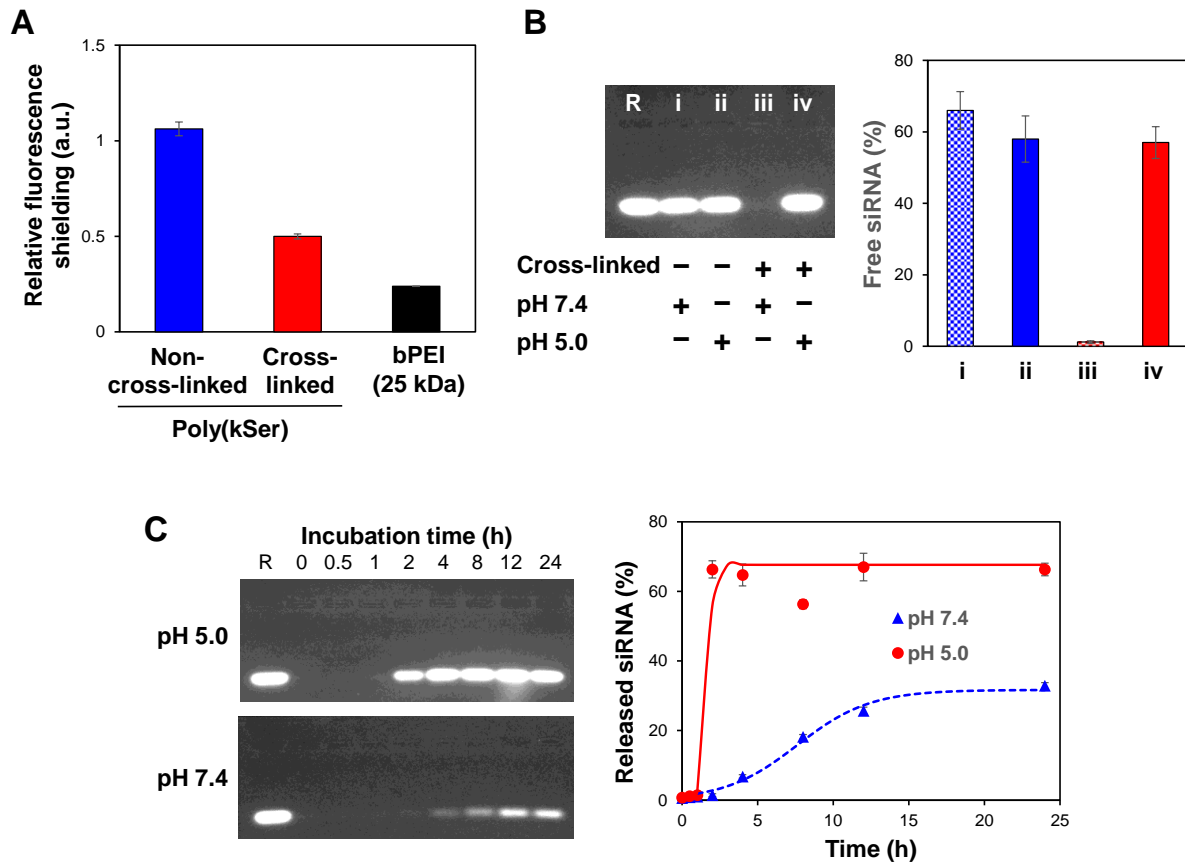 A
Relative fluorescence
shielding (a.u.)
1.5
1
0.5
0
Non-
cross-linked
Cross-
linked
bPEI
(25 kDa)
Poly(kSer)
B
R i ii iii iv
Cross-linked − − + +
pH 7.4 + − + −
pH 5.0 − + − +
Free siRNA (%)
80
60
40
20
0
i ii iii iv
C
Incubation time (h)
R 0 0.5 1 2 4 8 12 24
pH 5.0
pH 7.4
Released siRNA (%)
80
60
40
20
0
pH 7.4
pH 5.0
0 5 10 15 20 25
Time (h)